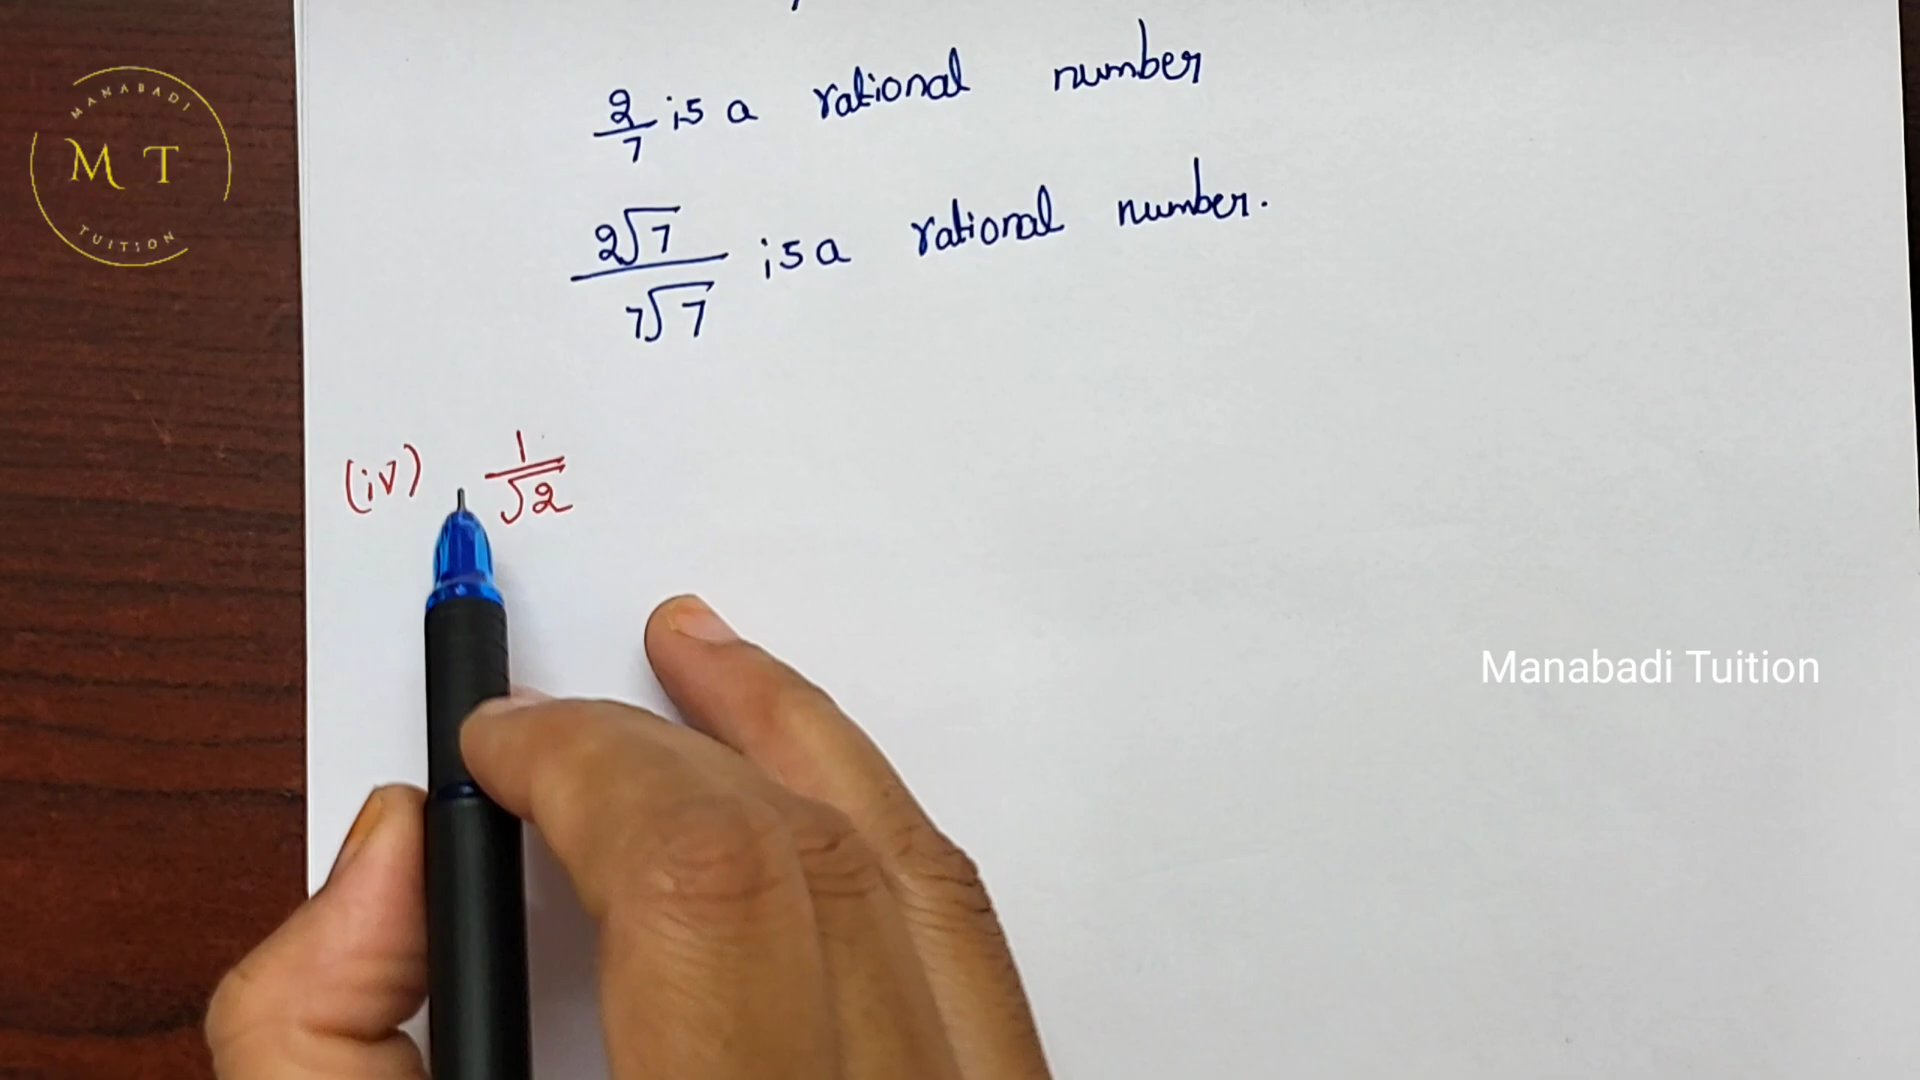 MANABADI
MT
TUITION
2/7 is a rational number
2√7 / 7√7 is a rational number.
(iv) 1/√2
Manabadi Tuition